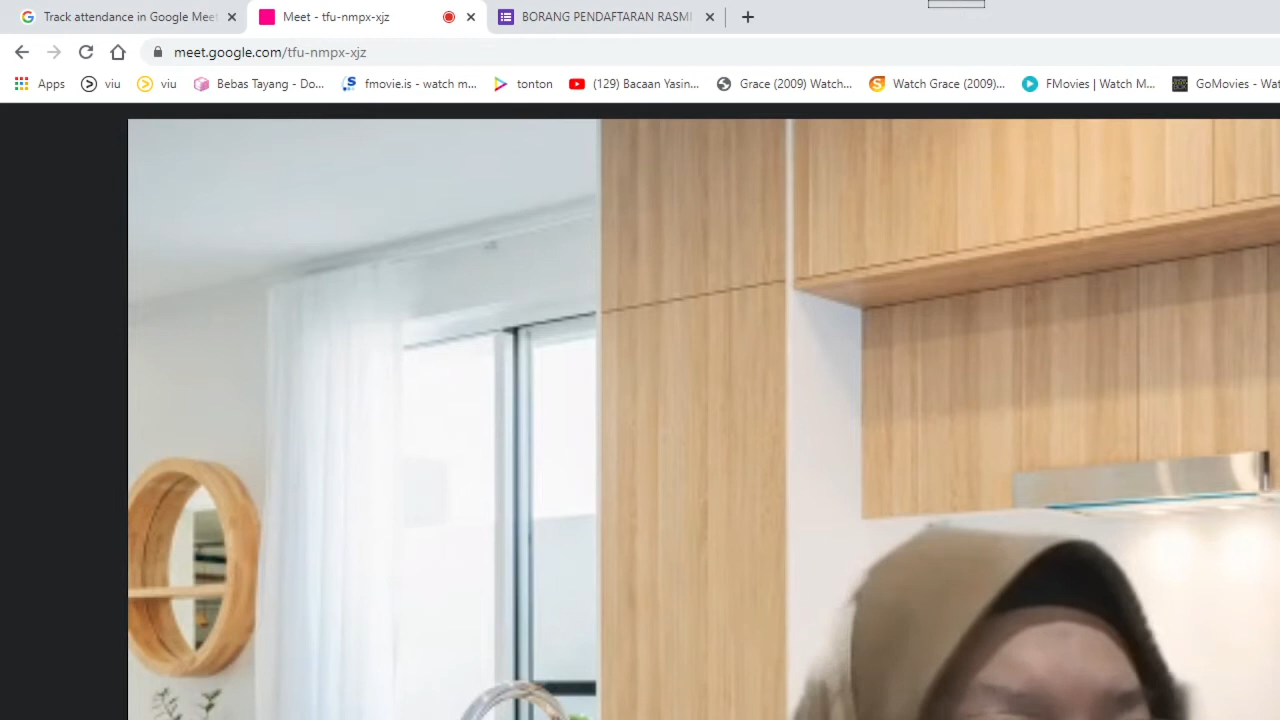 Track attendance in Google Mee
Meet - tfu-nmpx-xjz
BORANG PENDAFTARAN RASMI
meet.google.com/tfu-nmpx-xjz
Apps
viu
viu
Bebas Tayang - Do...
fmovie.is - watch m...
tonton
(129) Bacaan Yasin...
Grace (2009) Watch...
Watch Grace (2009)...
FMovies | Watch M...
GoMovies - Wat